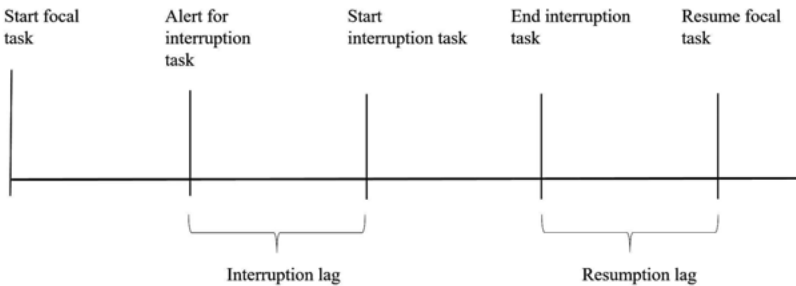 Start focal
task
Alert for
interruption
task
Start
interruption task
End interruption
task
Resume focal
task
Interruption lag
Resumption lag